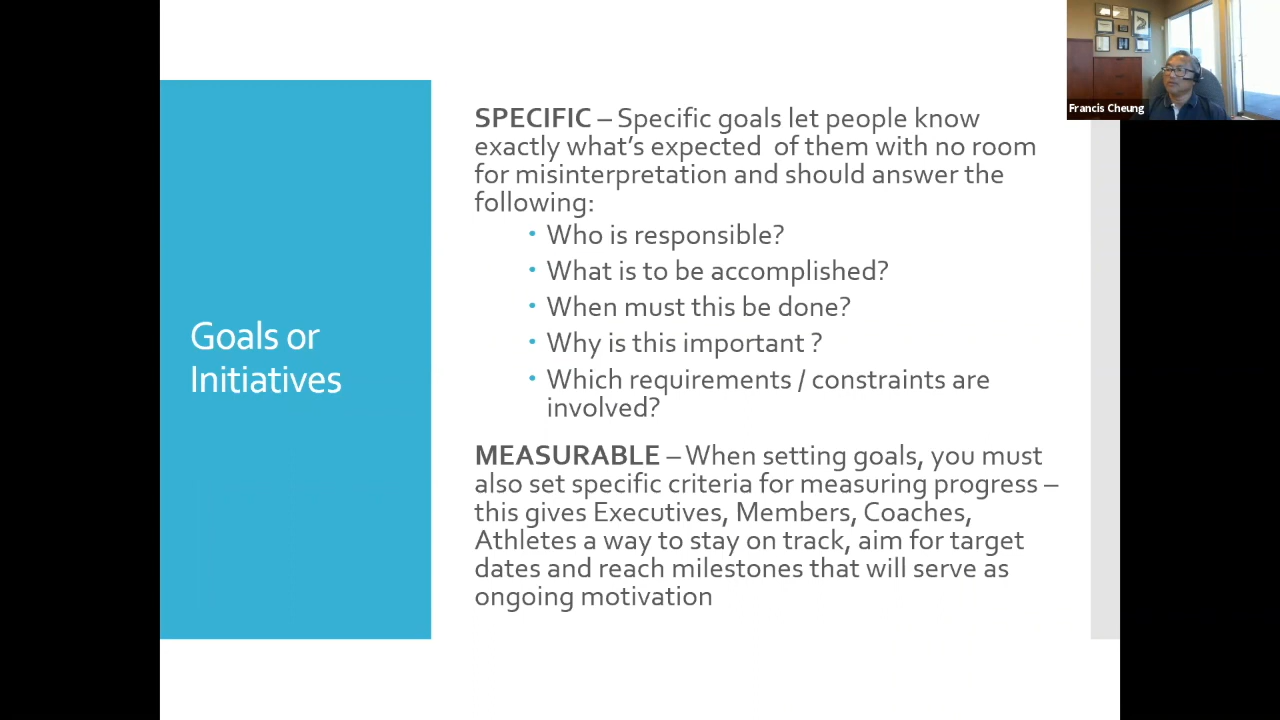 Goals or
Initiatives
SPECIFIC – Specific goals let people know
exactly what's expected  of them with no room
for misinterpretation and should answer the
following:
• Who is responsible?
• What is to be accomplished?
• When must this be done?
• Why is this important ?
• Which requirements / constraints are
involved?
MEASURABLE – When setting goals, you must
also set specific criteria for measuring progress –
this gives Executives, Members, Coaches,
Athletes a way to stay on track, aim for target
dates and reach milestones that will serve as
ongoing motivation
Francis Cheung